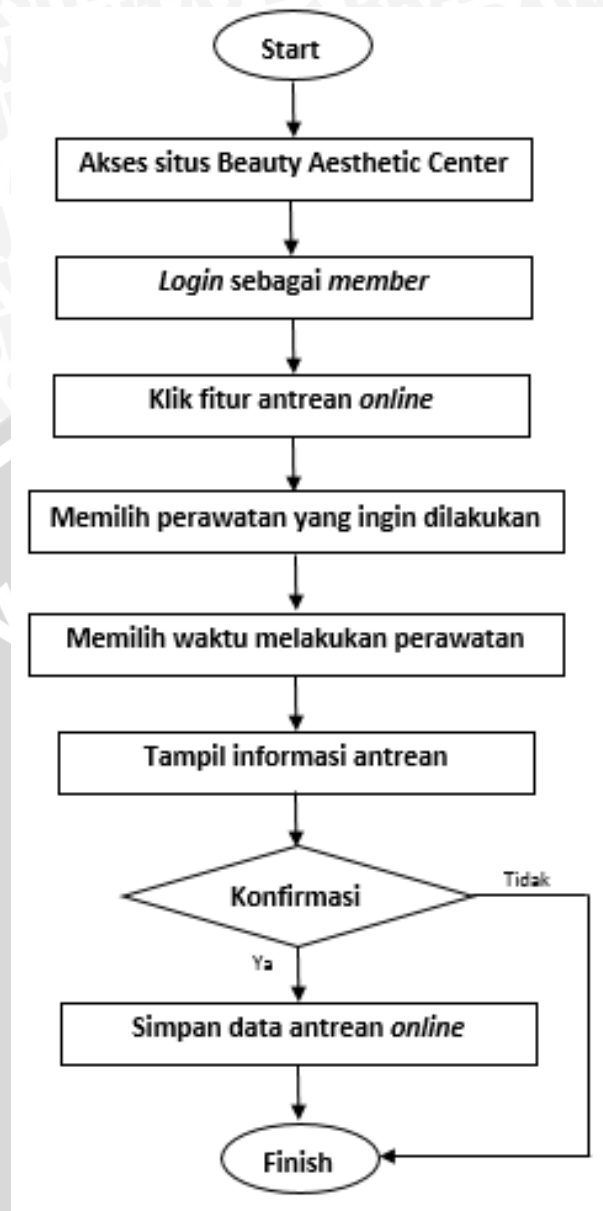 Start
Akses situs Beauty Aesthetic Center
Login sebagai member
Klik fitur antrean online
Memilih perawatan yang ingin dilakukan
Memilih waktu melakukan perawatan
Tampil informasi antrean
Konfirmasi
Tidak
Ya
Simpan data antrean online
Finish